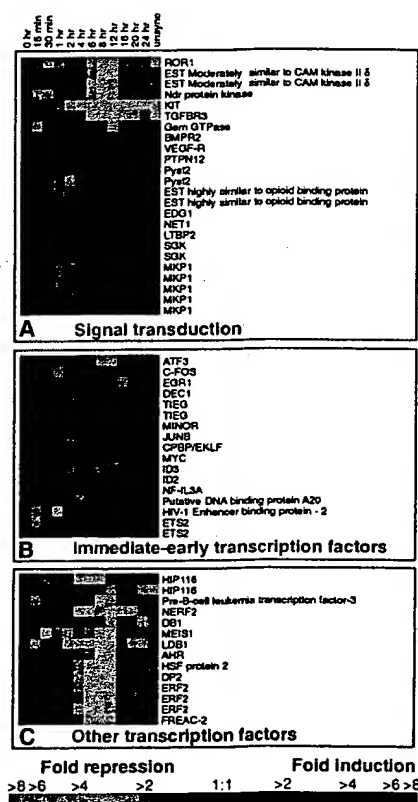 0 hr
15 min
30 min
1 hr
2 hr
4 hr
6 hr
8 hr
12 hr
16 hr
20 hr
24 hr
unsync
ROR1
EST Moderately similar to CAM kinase II δ
EST Moderately similar to CAM kinase II δ
Ndr protein kinase
KIT
TGFBR3
Gem GTPase
BMPR2
VEGF-R
PTPN12
Pyst2
Pyst2
EST highly similar to opioid binding protein
EST highly similar to opioid binding protein
EDG1
NET1
LTBP2
SGK
SGK
MKP1
MKP1
MKP1
MKP1
MKP1
A Signal transduction
ATF3
C-FOS
EGR1
DEC1
TIEG
TIEG
MINOR
JUNB
CPBP/EKLF
MYC
ID3
ID2
NF-IL3A
Putative DNA binding protein A20
HIV-1 Enhancer binding protein - 2
ETS2
ETS2
B Immediate-early transcription factors
HIP116
HIP116
Pre-B-cell leukemia transcription factor-3
NERF2
DB1
MEIS1
LDB1
AHR
HSF protein 2
DP2
ERF2
ERF2
ERF2
FREAC-2
C Other transcription factors
Fold repression Fold induction
>8 >6 >4 >2 1:1 >2 >4 >6 >8